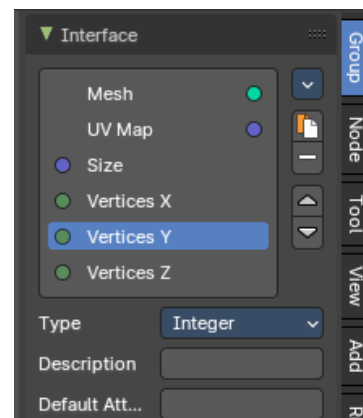 Interface
Mesh
UV Map
Size
Vertices X
Vertices Y
Vertices Z
Type Integer
Description
Default Att...
Group
Node
Tool
View
Add